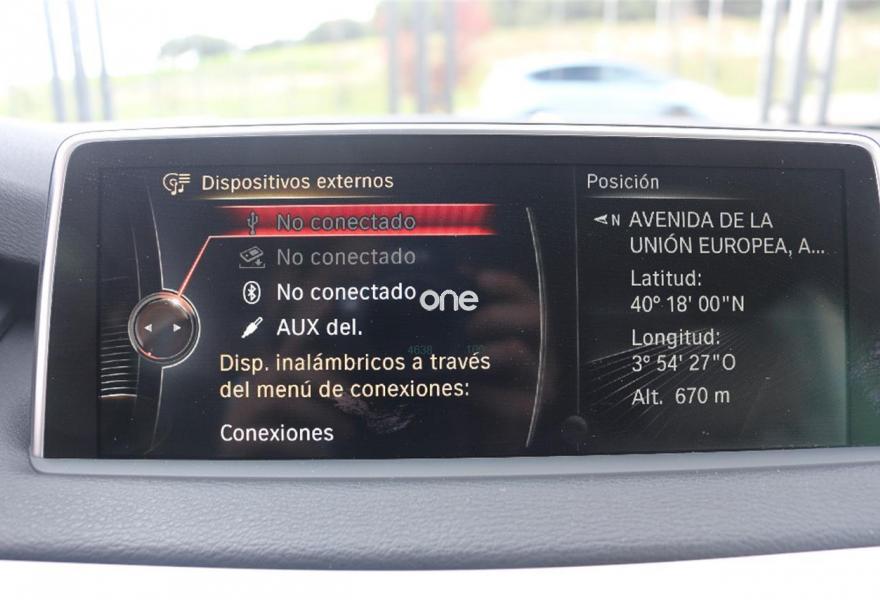 Dispositivos externos
No conectado
No conectado
No conectado
AUX del.
Disp. inalámbricos a través
del menú de conexiones:
Conexiones
Posición
N AVENIDA DE LA
UNIÓN EUROPEA, A...
Latitud:
40° 18' 00"N
Longitud:
3° 54' 27"O
Alt. 670 m
one